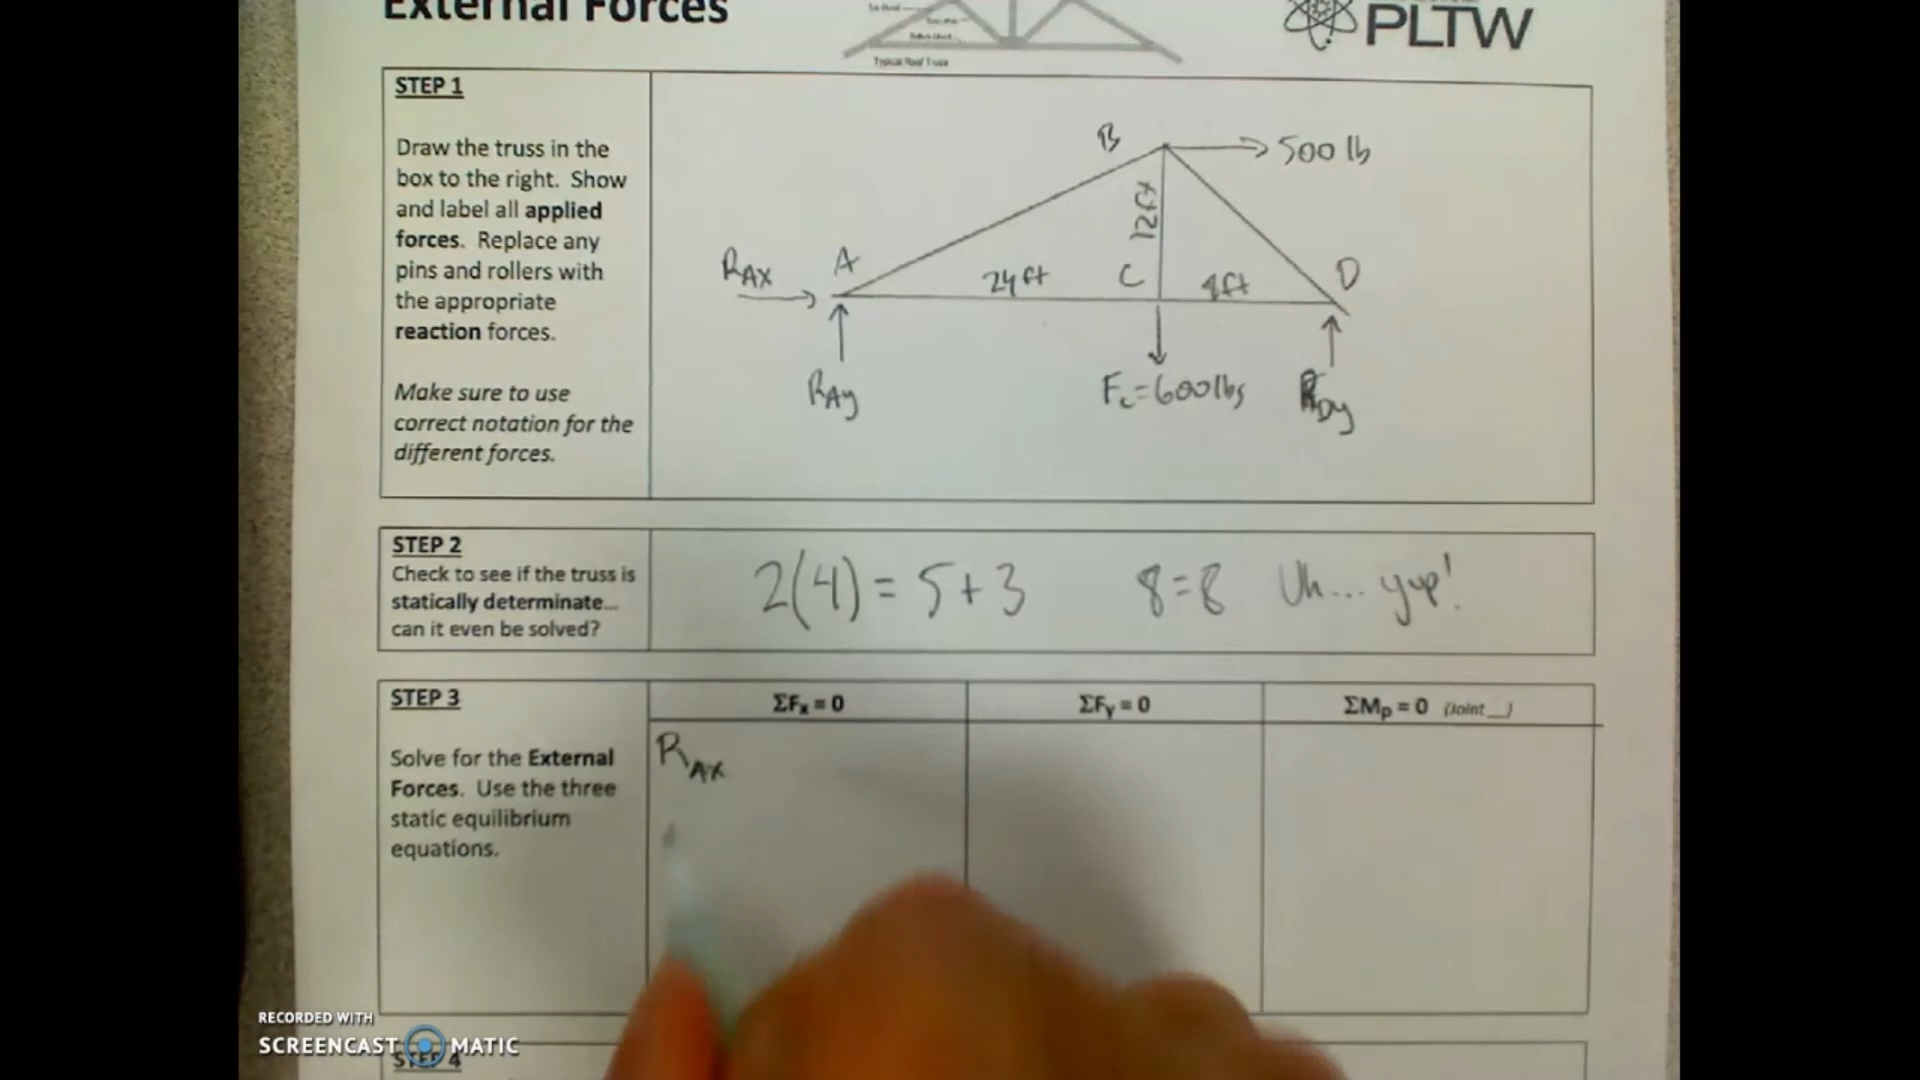 External Forces
PLTW
Typical Roof Truss
STEP 1
Draw the truss in the
box to the right. Show
and label all applied
forces. Replace any
pins and rollers with
the appropriate
reaction forces.
Make sure to use
correct notation for the
different forces.
B
500 lb
12ft
RAX
A
24ft
C
D
RAy
Fc=600lbs
RDy
STEP 2
Check to see if the truss is
statically determinate...
can it even be solved?
2(4) = 5+3 8=8 Uh... yup!
STEP 3
ΣFx = 0
ΣFy = 0
ΣMp = 0 (Joint __)
Solve for the External
Forces. Use the three
static equilibrium
equations.
RAX
RECORDED WITH
SCREENCAST MATIC
STEP 4